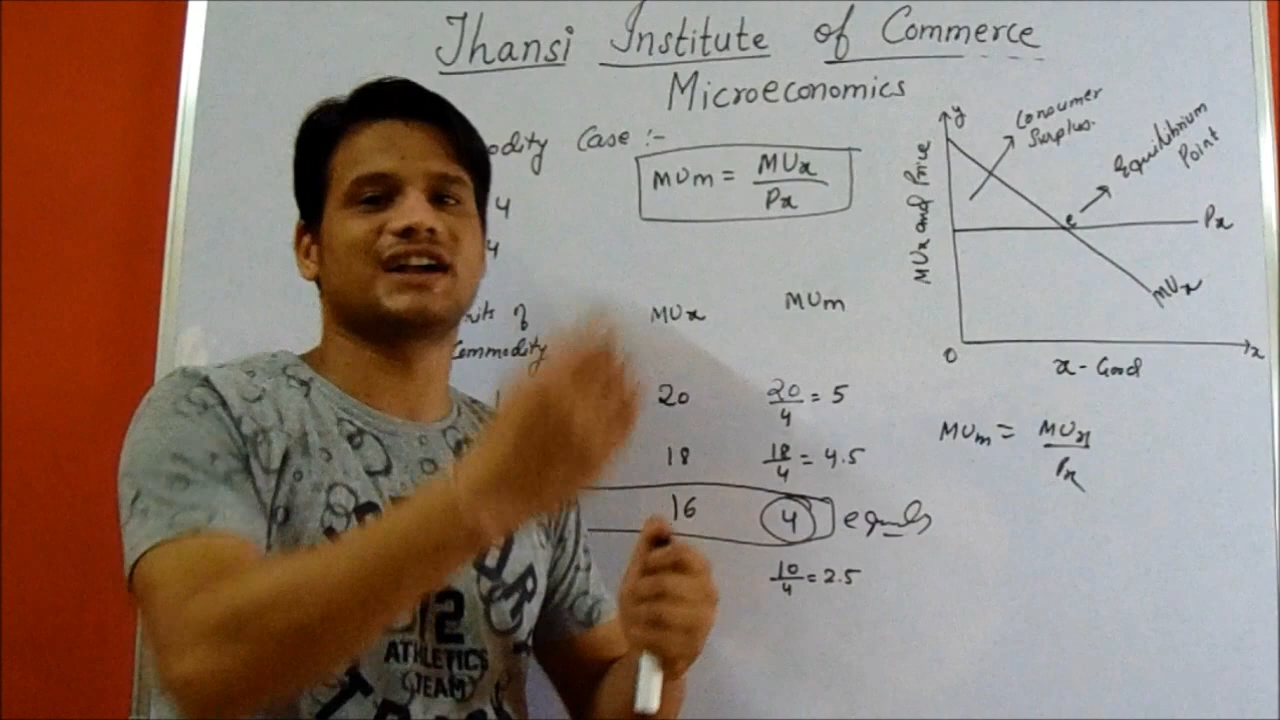 Jhansi Institute of Commerce
Microeconomics
Case :-
MUm = MUx / Px
4
4
of Commodity
MUx
MUm
20
20/4 = 5
18
18/4 = 4.5
16
4
equals
10/4 = 2.5
y
Consumer Surplus.
Equilibrium Point
MUx and Price
e
Px
MUx
0
x
x - Good
MUm = MUx / Px
ATHLETICS
(TEAM)